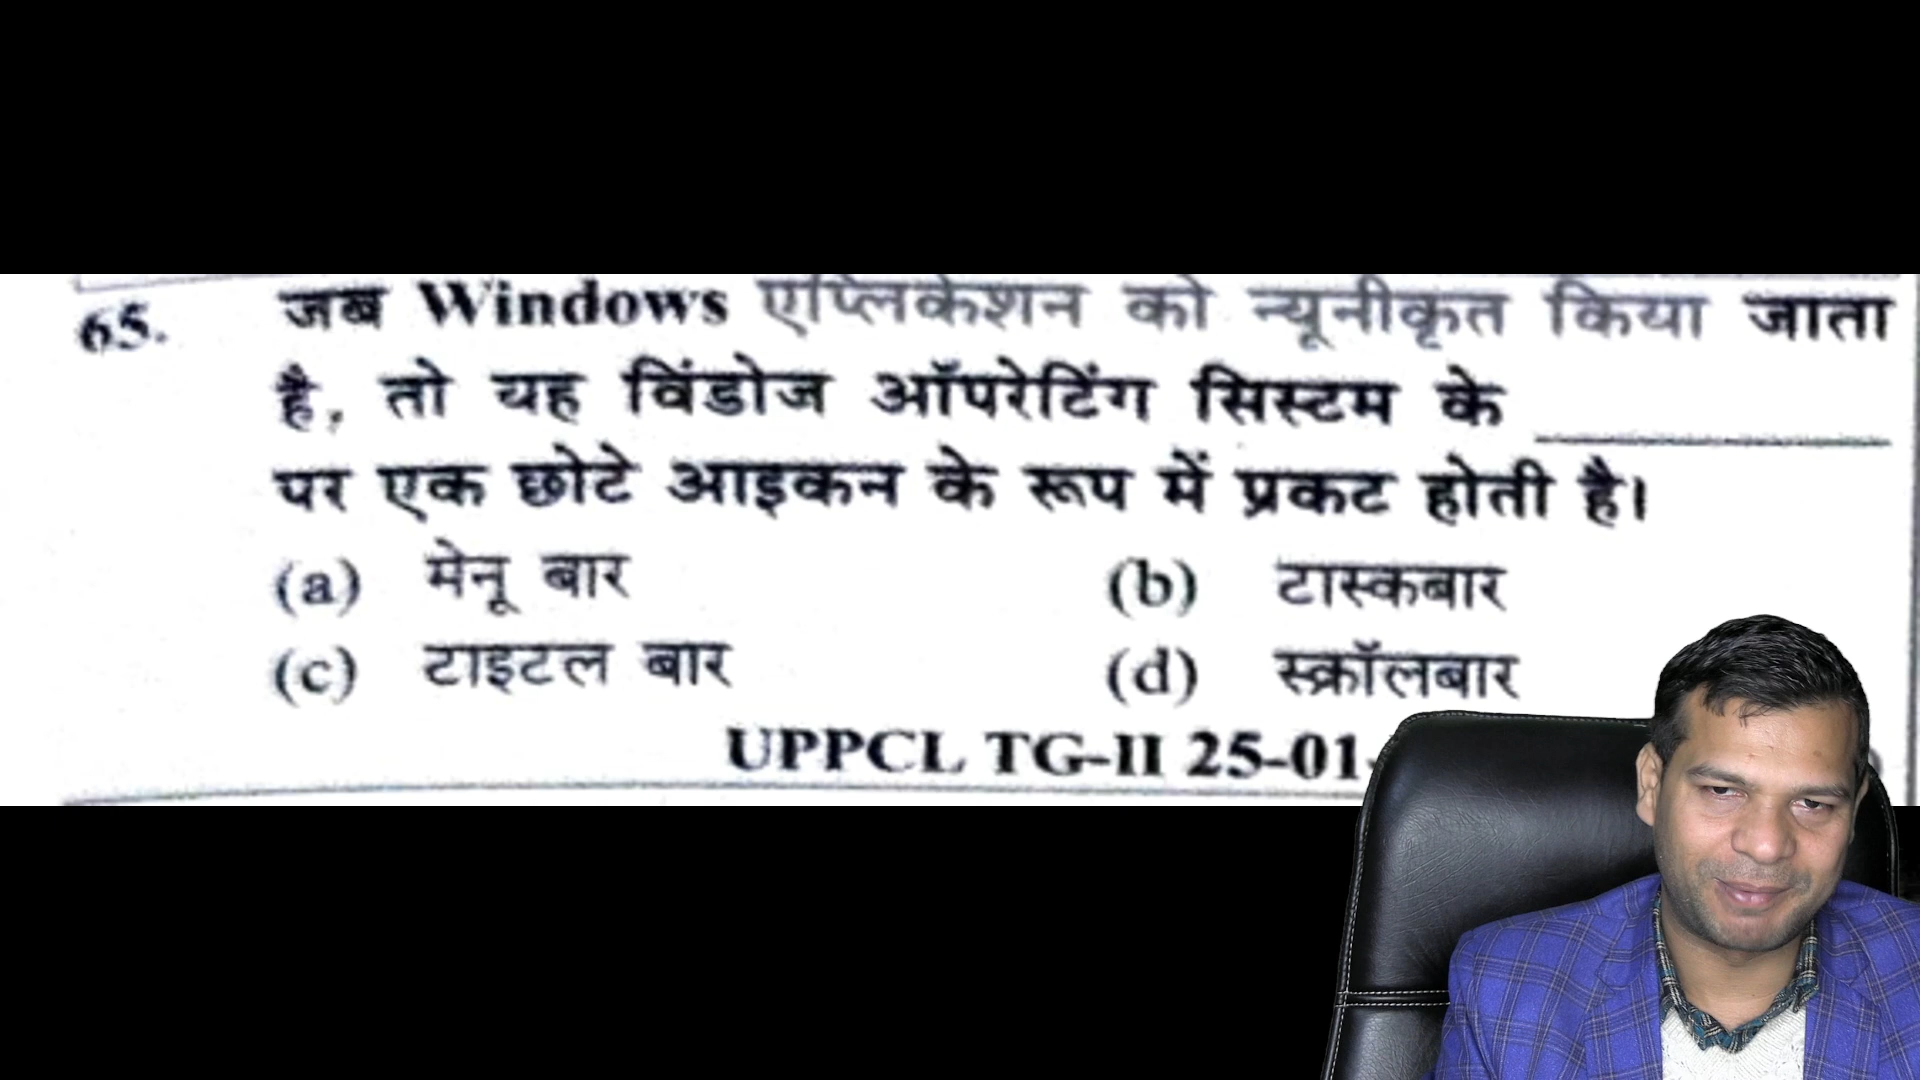 65. जब Windows एप्लिकेशन को न्यूनीकृत किया जाता
है, तो यह विंडोज ऑपरेटिंग सिस्टम के ____________
पर एक छोटे आइकन के रूप में प्रकट होती है।
(a) मेनू बार (b) टास्कबार
(c) टाइटल बार (d) स्क्रॉलबार
UPPCL TG-II 25-01-